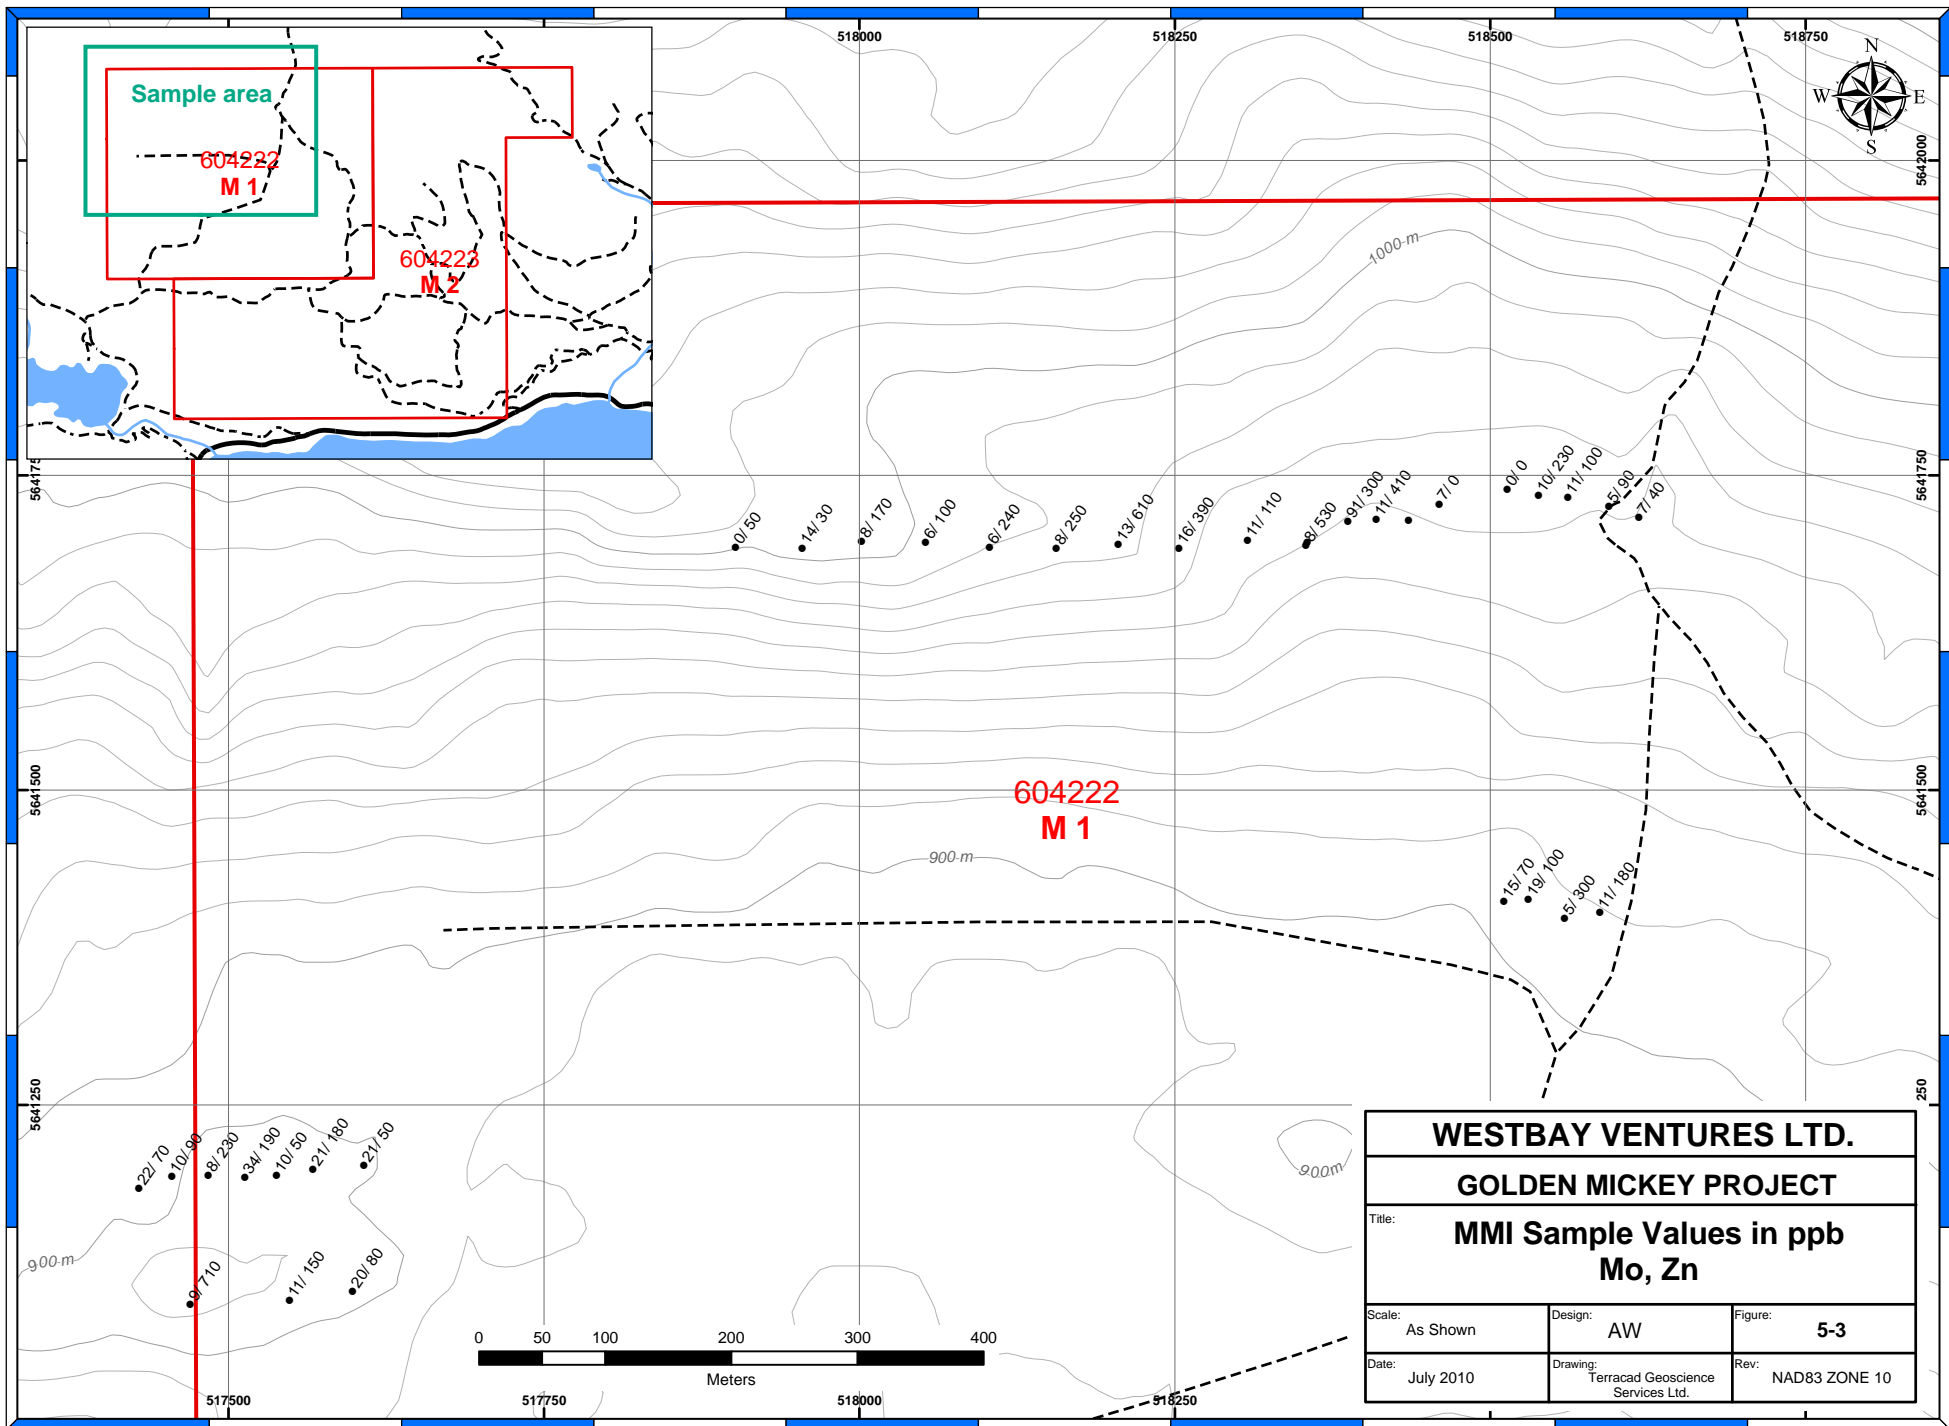 518000
518250
518500
518750
N
W
E
S
Sample area
604222
M 1
604223
M 2
5642000
1000 m
5641750
0/ 50
14/ 30
8/ 170
6/ 100
6/ 240
8/ 250
13/ 610
16/ 390
11/ 110
8/ 530
91/ 300
11/ 410
7/ 0
0/ 0
10/ 230
11/ 100
5/ 90
7/ 40
5641500
5641500
604222
M 1
900 m
15/ 70
19/ 100
5/ 300
11/ 180
5641250
250
22/ 70
10/ 90
8/ 230
34/ 190
10/ 50
21/ 180
21/ 50
900 m
900m
9/ 710
11/ 150
20/ 80
0
50
100
200
300
400
Meters
517500
517750
518000
518250
WESTBAY VENTURES LTD.
GOLDEN MICKEY PROJECT
Title:
MMI Sample Values in ppb
Mo, Zn
Scale:
As Shown
Design:
AW
Figure:
5-3
Date:
July 2010
Drawing:
Terracad Geoscience
Services Ltd.
Rev:
NAD83 ZONE 10